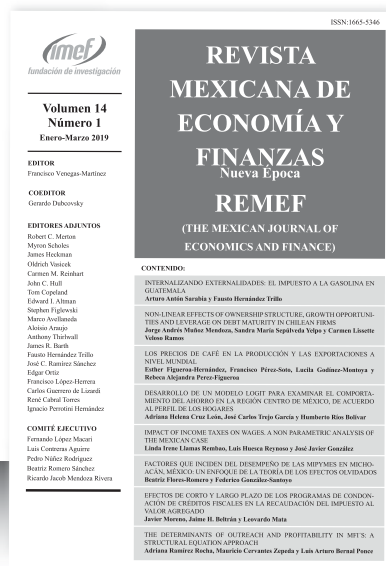 ISSN:1665-5346
imef
fundación de investigación
Volumen 14
Número 1
Enero-Marzo 2019
EDITOR
Francisco Venegas-Martínez
COEDITOR
Gerardo Dubcovsky
EDITORES ADJUNTOS
Robert C. Merton
Myron Scholes
James Heckman
Oldrich Vasicek
Carmen M. Reinhart
John C. Hull
Tom Copeland
Edward I. Altman
Stephen Figlewski
Marco Avellaneda
Aloisio Araujo
Anthony Thirlwall
James R. Barth
Fausto Hernández Trillo
José C. Ramírez Sánchez
Edgar Ortiz
Francisco López-Herrera
Carlos Guerrero de Lizardi
René Cabral Torres
Ignacio Perrotini Hernández
COMITÉ EJECUTIVO
Fernando López Macari
Luis Contreras Aguirre
Pedro Núñez Rodríguez
Beatriz Romero Sánchez
Ricardo Jacob Mendoza Rivera
REVISTA
MEXICANA DE
ECONOMÍA Y
FINANZAS
Nueva Época
REMEF
(THE MEXICAN JOURNAL OF
ECONOMICS AND FINANCE)
CONTENIDO:
INTERNALIZANDO EXTERNALIDADES: EL IMPUESTO A LA GASOLINA EN
GUATEMALA
Arturo Antón Sarabia y Fausto Hernández Trillo
NON-LINEAR EFFECTS OF OWNERSHIP STRUCTURE, GROWTH OPPORTUNI-
TIES AND LEVERAGE ON DEBT MATURITY IN CHILEAN FIRMS
Jorge Andrés Muñoz Mendoza, Sandra María Sepúlveda Yelpo y Carmen Lissette
Veloso Ramos
LOS PRECIOS DE CAFÉ EN LA PRODUCCIÓN Y LAS EXPORTACIONES A
NIVEL MUNDIAL
Esther Figueroa-Hernández, Francisco Pérez-Soto, Lucila Godínez-Montoya y
Rebeca Alejandra Perez-Figueroa
DESARROLLO DE UN MODELO LOGIT PARA EXAMINAR EL COMPORTA-
MIENTO DEL AHORRO EN LA REGIÓN CENTRO DE MÉXICO, DE ACUERDO
AL PERFIL DE LOS HOGARES
Adriana Helena Cruz León, José Carlos Trejo García y Humberto Ríos Bolívar
IMPACT OF INCOME TAXES ON WAGES. A NON PARAMETRIC ANALYSIS OF
THE MEXICAN CASE
Linda Irene Llamas Rembao, Luis Huesca Reynoso y José Javier González
FACTORES QUE INCIDEN DEL DESEMPEÑO DE LAS MIPYMES EN MICHO-
ACÁN, MÉXICO: UN ENFOQUE DE LA TEORÍA DE LOS EFECTOS OLVIDADOS
Beatriz Flores-Romero y Federico González-Santoyo
EFECTOS DE CORTO Y LARGO PLAZO DE LOS PROGRAMAS DE CONDON-
ACIÓN DE CRÉDITOS FISCALES EN LA RECAUDACIÓN DEL IMPUESTO AL
VALOR AGREGADO
Javier Moreno, Jaime H. Beltrán y Leovardo Mata
THE DETERMINANTS OF OUTREACH AND PROFITABILITY IN MFI'S: A
STRUCTURAL EQUATION APPROACH
Adriana Ramírez Rocha, Mauricio Cervantes Zepeda y Luis Arturo Bernal Ponce